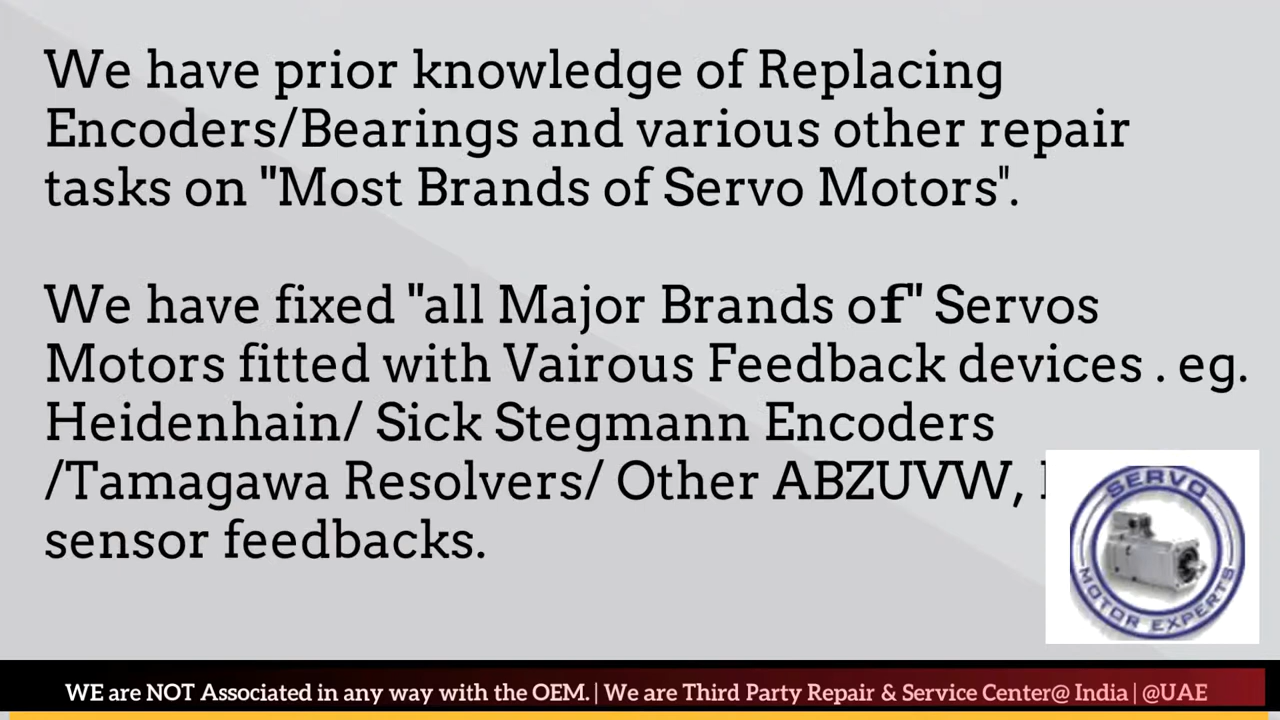 We have prior knowledge of Replacing
Encoders/Bearings and various other repair
tasks on "Most Brands of Servo Motors".
We have fixed "all Major Brands of" Servos
Motors fitted with Vairous Feedback devices . eg.
Heidenhain/ Sick Stegmann Encoders
/Tamagawa Resolvers/ Other ABZUVW,
sensor feedbacks.
SERVO
MOTOR EXPERTS
WE are NOT Associated in any way with the OEM. | We are Third Party Repair & Service Center@ India | @UAE